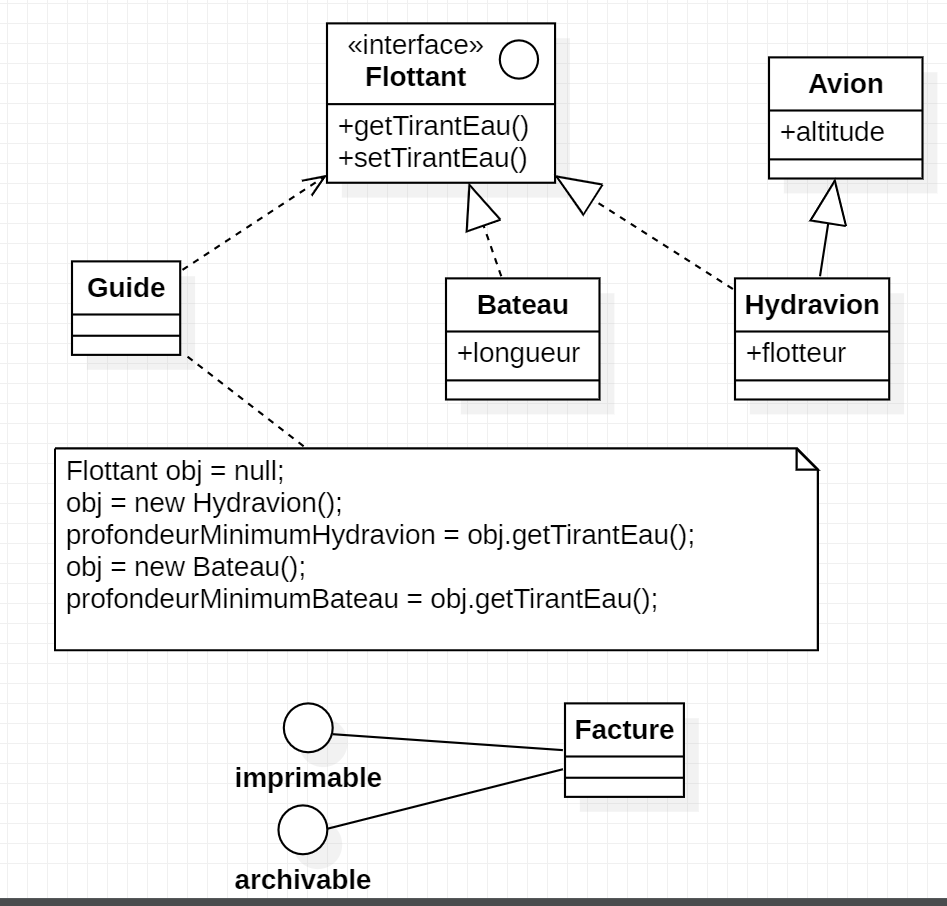 «interface»
Flottant
+getTirantEau()
+setTirantEau()
Avion
+altitude
Guide
Bateau
+longueur
Hydravion
+flotteur
Flottant obj = null;
obj = new Hydravion();
profondeurMinimumHydravion = obj.getTirantEau();
obj = new Bateau();
profondeurMinimumBateau = obj.getTirantEau();
Facture
imprimable
archivable